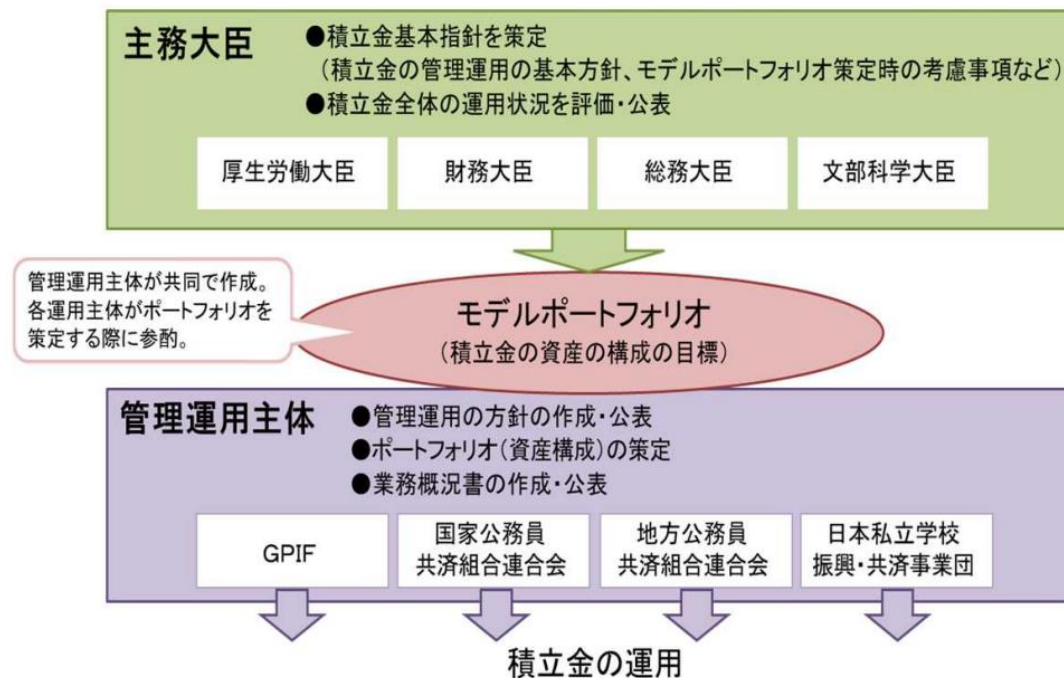 主務大臣
●積立金基本指針を策定
(積立金の管理運用の基本方針、モデルポートフォリオ策定時の考慮事項など)
●積立金全体の運用状況を評価・公表
厚生労働大臣
財務大臣
総務大臣
文部科学大臣
管理運用主体が共同で作成。
各運用主体がポートフォリオを
策定する際に参酌。
モデルポートフォリオ
(積立金の資産の構成の目標)
管理運用主体
●管理運用の方針の作成・公表
●ポートフォリオ(資産構成)の策定
●業務概況書の作成・公表
GPIF
国家公務員
共済組合連合会
地方公務員
共済組合連合会
日本私立学校
振興・共済事業団
積立金の運用